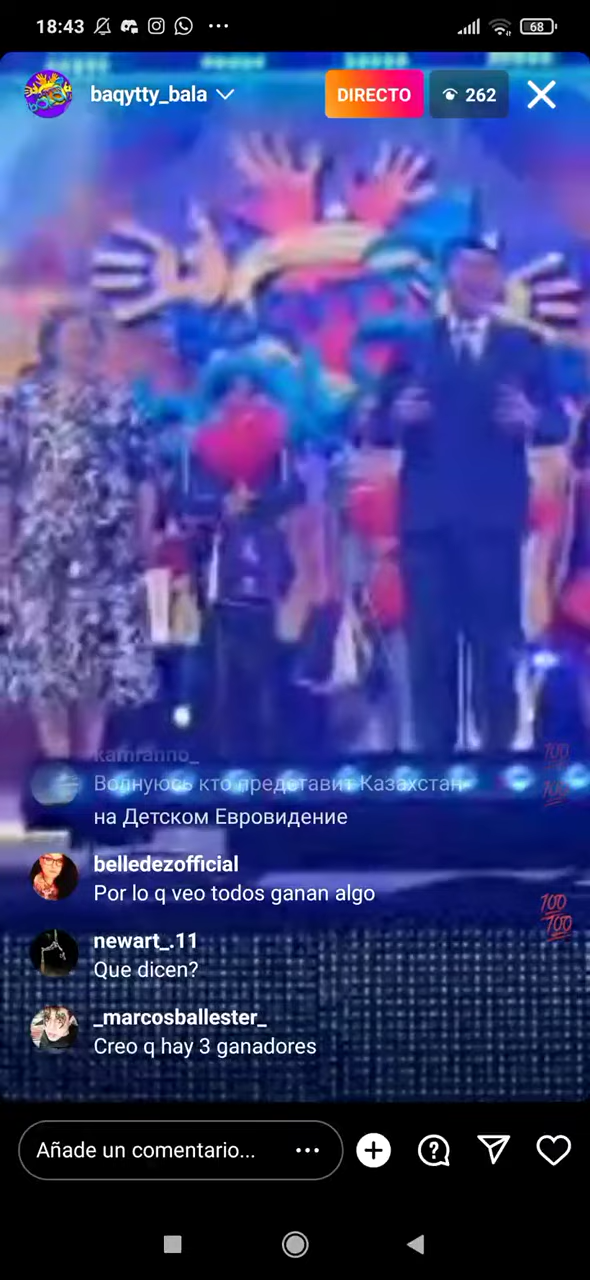 18:43
68
baqytty_bala
DIRECTO
262
kamranno_
Волнуюсь кто представит Казахстан
на Детском Евровидение
belledezofficial
Por lo q veo todos ganan algo
newart_.11
Que dicen?
_marcosballester_
Creo q hay 3 ganadores
Añade un comentario...